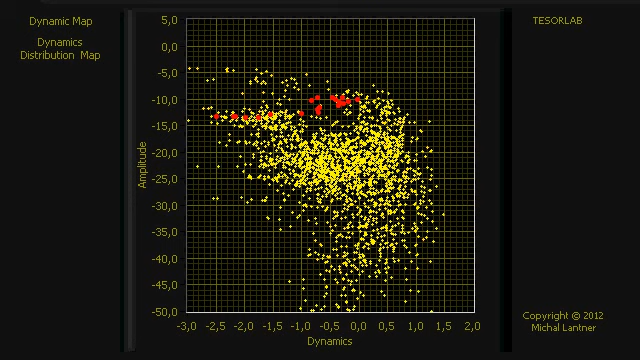 Dynamic Map
Dynamics
Distribution Map
TESORLAB
5,0
0,0
-5,0
-10,0
-15,0
-20,0
-25,0
-30,0
-35,0
-40,0
-45,0
-50,0
Amplitude
-3,0 -2,5 -2,0 -1,5 -1,0 -0,5 0,0 0,5 1,0 1,5 2,0
Dynamics
Copyright © 2012
Michal Lantner